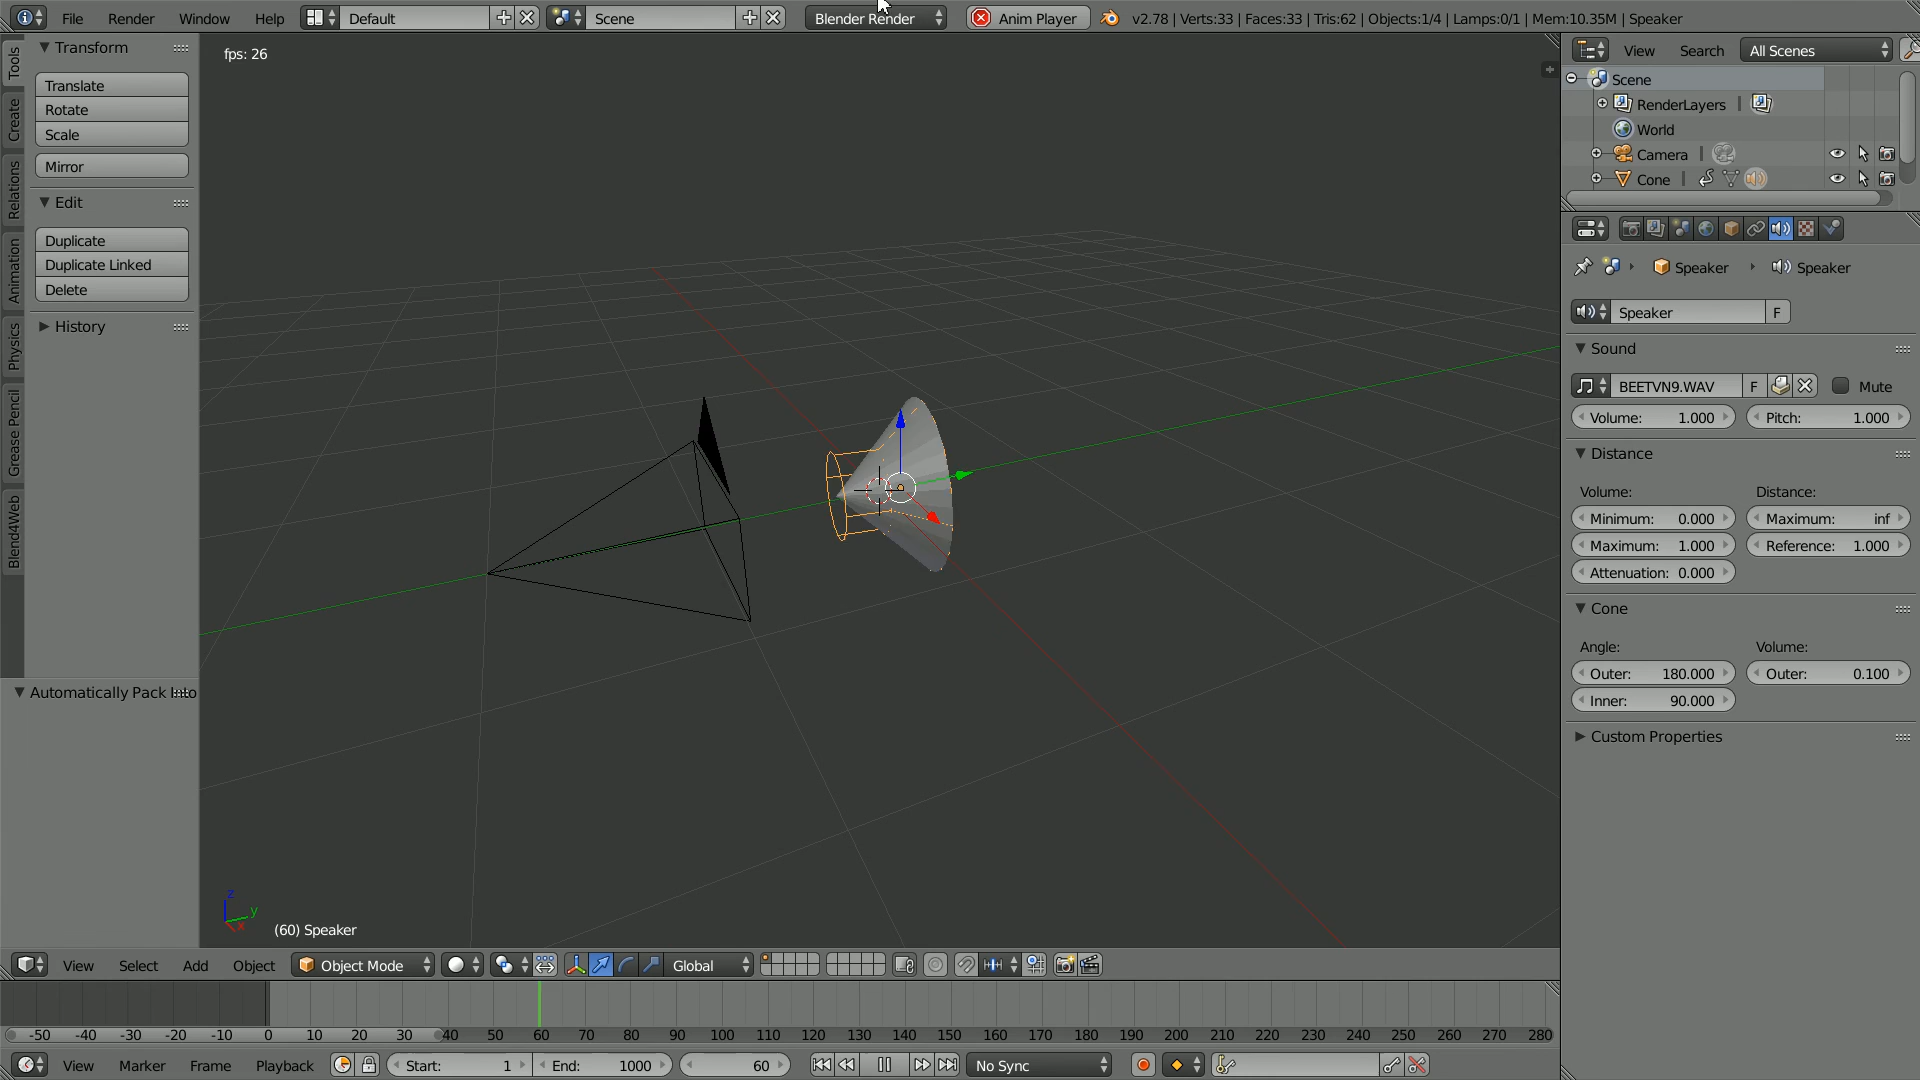 File Render Window Help Default Scene Blender Render Anim Player v2.78 | Verts:33 | Faces:33 | Tris:62 | Objects:1/4 | Lamps:0/1 | Mem:10.35M | Speaker
Tools
Create
Relations
Animation
Physics
Grease Pencil
Blend4Web
Transform
Translate
Rotate
Scale
Mirror
Edit
Duplicate
Duplicate Linked
Delete
History
Automatically Pack
fps: 26
z
y
x
(60) Speaker
View Search All Scenes
Scene
RenderLayers |
World
Camera |
Cone |
Speaker Speaker
Speaker F
Sound
BEETVN9.WAV F Mute
Volume: 1.000 Pitch: 1.000
Distance
Volume: Distance:
Minimum: 0.000 Maximum: inf
Maximum: 1.000 Reference: 1.000
Attenuation: 0.000
Cone
Angle: Volume:
Outer: 180.000 Outer: 0.100
Inner: 90.000
Custom Properties
View Select Add Object Object Mode Global
-50 -40 -30 -20 -10 0 10 20 30 40 50 60 70 80 90 100 110 120 130 140 150 160 170 180 190 200 210 220 230 240 250 260 270 280
View Marker Frame Playback Start: 1 End: 1000 60 No Sync